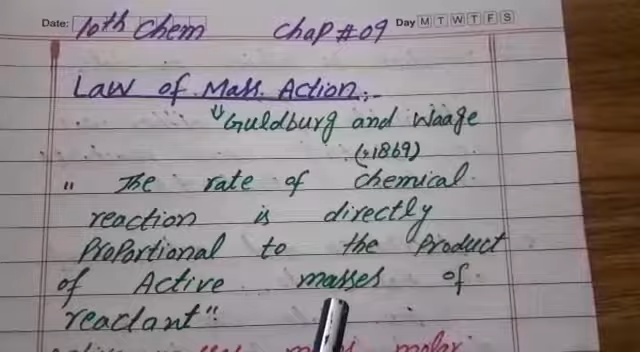 Date: 10th Chem Chap #09 Day M T W T F S
Law of Mass Action:-
Guldburg and Waage
(1869)
" The rate of chemical
reaction is directly
Proportional to the Product
of Active masses of
reactant".
molar